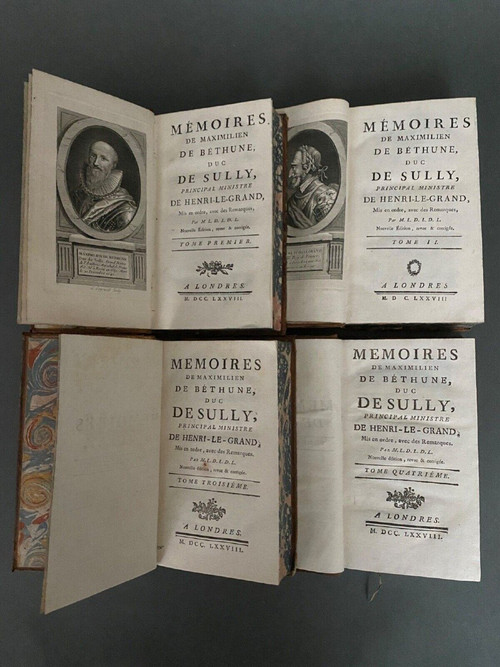 MÉMOIRES
DE MAXIMILIEN
DE BÉTHUNE,
DUC
DE SULLY,
PRINCIPAL MINISTRE
DE HENRI-LE-GRAND,
Mis en ordre, avec des Remarques,
Par M. L. D. L. D. L.
Nouvelle Édition, revue & corrigée.
TOME PREMIER.
A LONDRES.
M. DCC. LXXVIII.
MÉMOIRES
DE MAXIMILIEN
DE BÉTHUNE,
DUC
DE SULLY,
PRINCIPAL MINISTRE
DE HENRI-LE-GRAND,
Mis en ordre, avec des Remarques,
Par M. L. D. L. D. L.
Nouvelle Édition, revue & corrigée.
TOME II.
A LONDRES
M. D C. LXXVIII
MEMOIRES
DE MAXIMILIEN
DE BÉTHUNE,
DUC
DE SULLY,
PRINCIPAL MINISTRE
DE HENRI-LE-GRAND,
Mis en ordre, avec des Remarques.
Par M. L. D. L. D. L.
Nouvelle édition, revue & corrigée.
TOME TROISIEME.
A LONDRES.
M. DCC. LXXVIII.
MEMOIRES
DE MAXIMILIEN
DE BÉTHUNE,
DUC
DE SULLY,
PRINCIPAL MINISTRE
DE HENRI-LE-GRAND,
Mis en ordre, avec des Remarques.
Par M. L. D. L. D. L.
Nouvelle édition, revue & corrigée.
TOME QUATRIÉME.
A LONDRES.
M. DCC. LXXVIII.